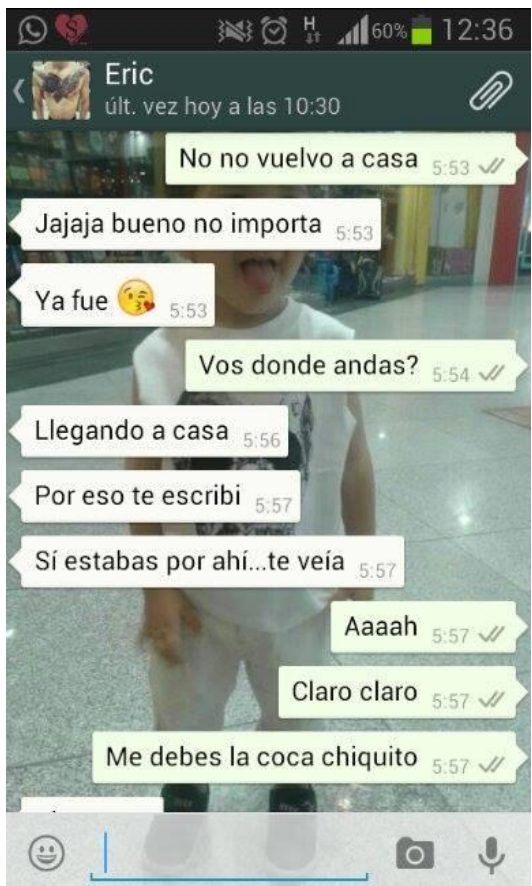 H 60% 12:36
Eric
últ. vez hoy a las 10:30
No no vuelvo a casa 5:53
Jajaja bueno no importa 5:53
Ya fue 😘 5:53
Vos donde andas? 5:54
Llegando a casa 5:56
Por eso te escribi 5:57
Sí estabas por ahí...te veía 5:57
Aaaah 5:57
Claro claro 5:57
Me debes la coca chiquito 5:57